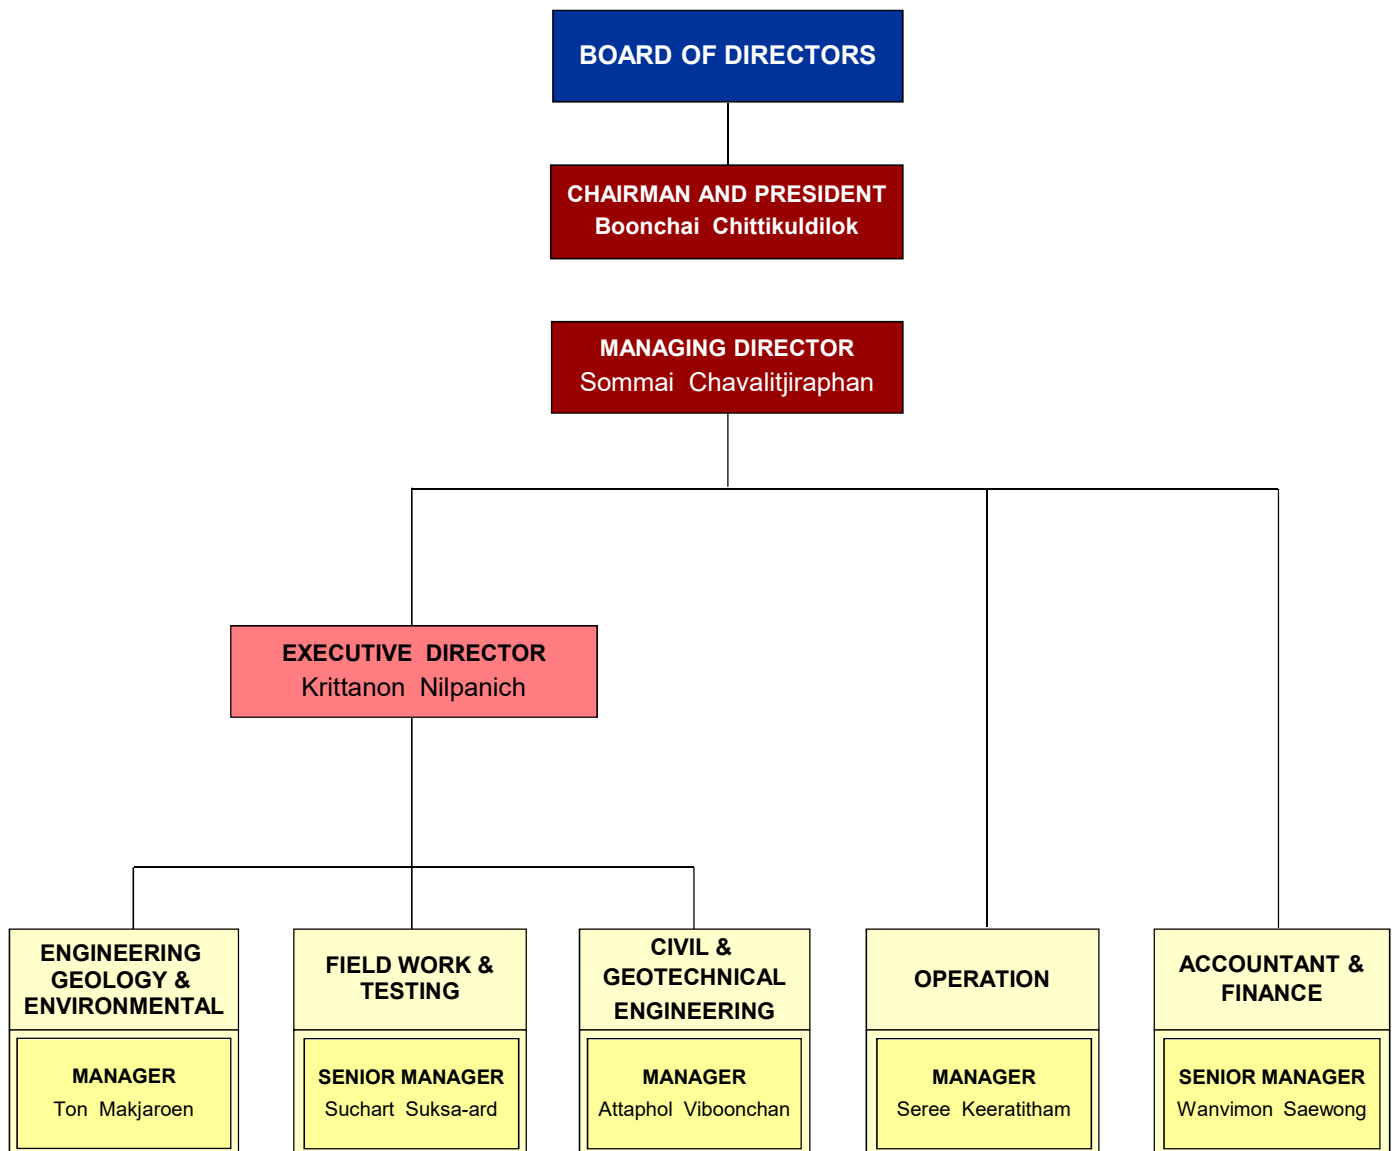 BOARD OF DIRECTORS
CHAIRMAN AND PRESIDENT
Boonchai Chittikuldilok
MANAGING DIRECTOR
Sommai Chavalitjiraphan
EXECUTIVE DIRECTOR
Krittanon Nilpanich
ENGINEERING
GEOLOGY &
ENVIRONMENTAL
MANAGER
Ton Makjaroen
FIELD WORK &
TESTING
SENIOR MANAGER
Suchart Suksa-ard
CIVIL &
GEOTECHNICAL
ENGINEERING
MANAGER
Attaphol Viboonchan
OPERATION
MANAGER
Seree Keeratitham
ACCOUNTANT &
FINANCE
SENIOR MANAGER
Wanvimon Saewong